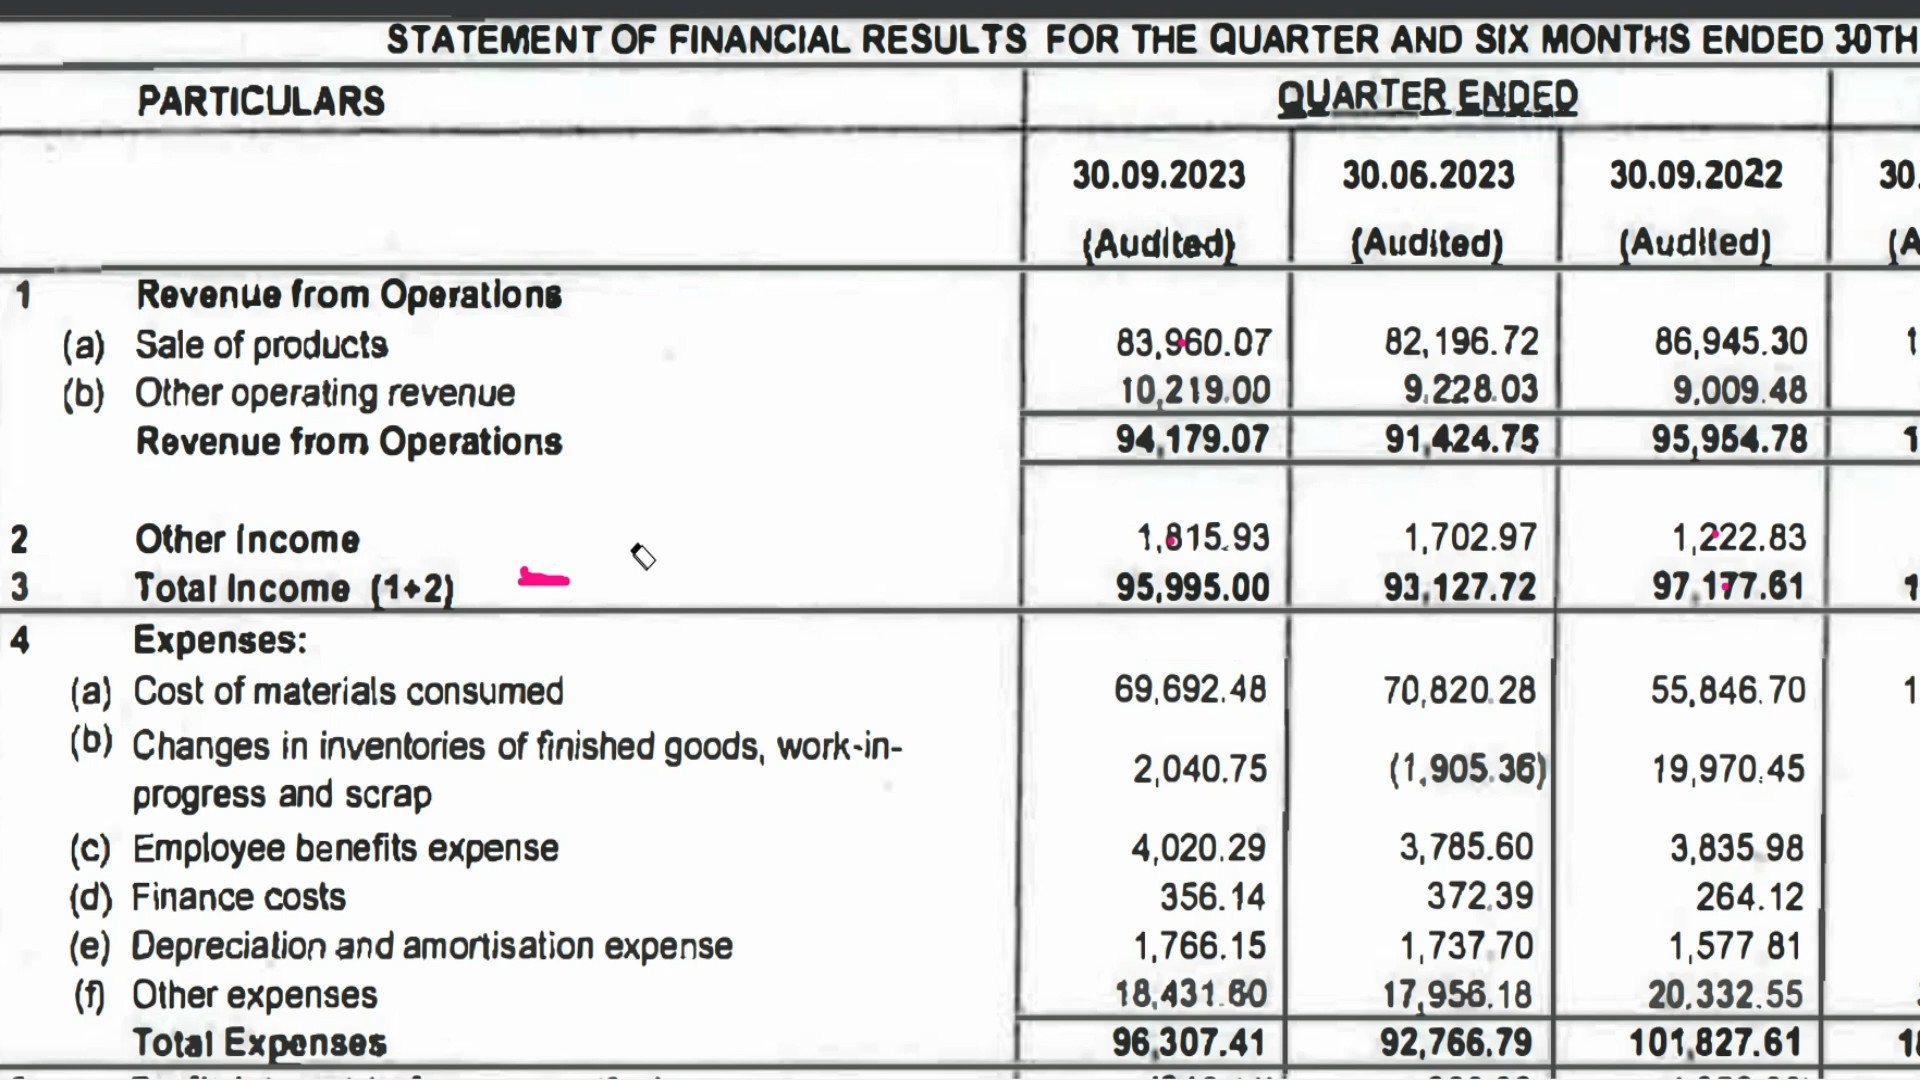 STATEMENT OF FINANCIAL RESULTS FOR THE QUARTER AND SIX MONTHS ENDED 30TH
PARTICULARS QUARTER ENDED
30.09.2023 30.06.2023 30.09.2022 30.
(Audited) (Audited) (Audited) (A
1 Revenue from Operations
(a) Sale of products 83,960.07 82,196.72 86,945.30 1
(b) Other operating revenue 10,219.00 9,228.03 9,009.48
Revenue from Operations 94,179.07 91,424.75 95,954.78 1
2 Other Income 1,815.93 1,702.97 1,222.83
3 Total Income (1+2) 95,995.00 93,127.72 97,177.61 1
4 Expenses:
(a) Cost of materials consumed 69,692.48 70,820.28 55,846.70 1
(b) Changes in inventories of finished goods, work-in-
progress and scrap 2,040.75 (1,905.36) 19,970.45
(c) Employee benefits expense 4,020.29 3,785.60 3,835.98
(d) Finance costs 356.14 372.39 264.12
(e) Depreciation and amortisation expense 1,766.15 1,737.70 1,577.81
(f) Other expenses 18,431.60 17,956.18 20,332.55
Total Expenses 96,307.41 92,766.79 101,827.61 18